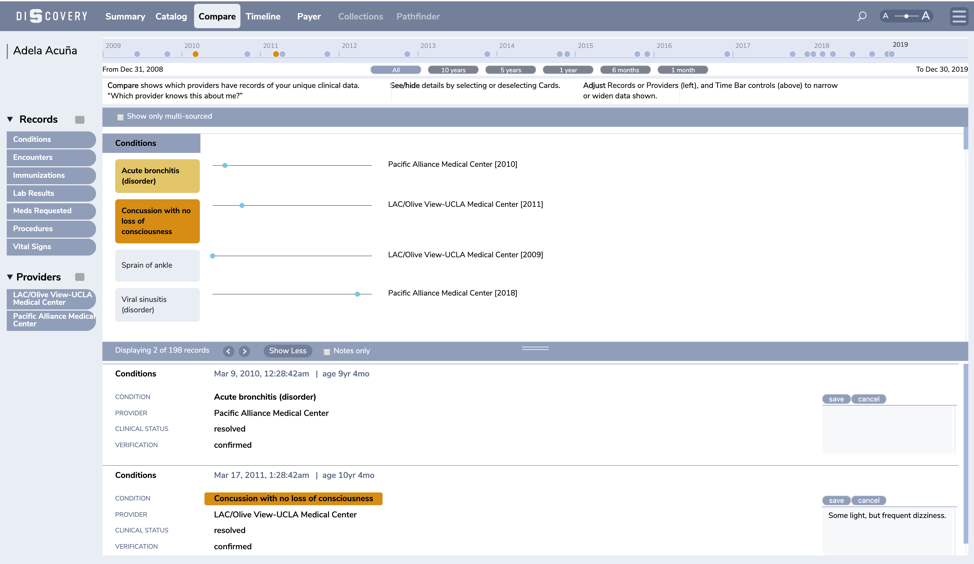 DISCOVERY Summary Catalog Compare Timeline Payer Collections Pathfinder A A
Adela Acuña
2009 2010 2011 2012 2013 2014 2015 2016 2017 2018 2019
From Dec 31, 2008 All 10 years 5 years 1 year 6 months 1 month To Dec 30, 2019
Compare shows which providers have records of your unique clinical data.
"Which provider knows this about me?"
See/hide details by selecting or deselecting Cards.
Adjust Records or Providers (left), and Time Bar controls (above) to narrow
or widen data shown.
Records
Conditions
Encounters
Immunizations
Lab Results
Meds Requested
Procedures
Vital Signs
Providers
LAC/Olive View-UCLA
Medical Center
Pacific Alliance Medical
Center
Show only multi-sourced
Conditions
Acute bronchitis
(disorder)
Pacific Alliance Medical Center [2010]
Concussion with no
loss of
consciousness
LAC/Olive View-UCLA Medical Center [2011]
Sprain of ankle
LAC/Olive View-UCLA Medical Center [2009]
Viral sinusitis
(disorder)
Pacific Alliance Medical Center [2018]
Displaying 2 of 198 records < > Show Less Notes only
Conditions Mar 9, 2010, 12:28:42am | age 9yr 4mo
CONDITION Acute bronchitis (disorder) save cancel
PROVIDER Pacific Alliance Medical Center
CLINICAL STATUS resolved
VERIFICATION confirmed
Conditions Mar 17, 2011, 1:28:42am | age 10yr 4mo
CONDITION Concussion with no loss of consciousness save cancel
PROVIDER LAC/Olive View-UCLA Medical Center Some light, but frequent dizziness.
CLINICAL STATUS resolved
VERIFICATION confirmed